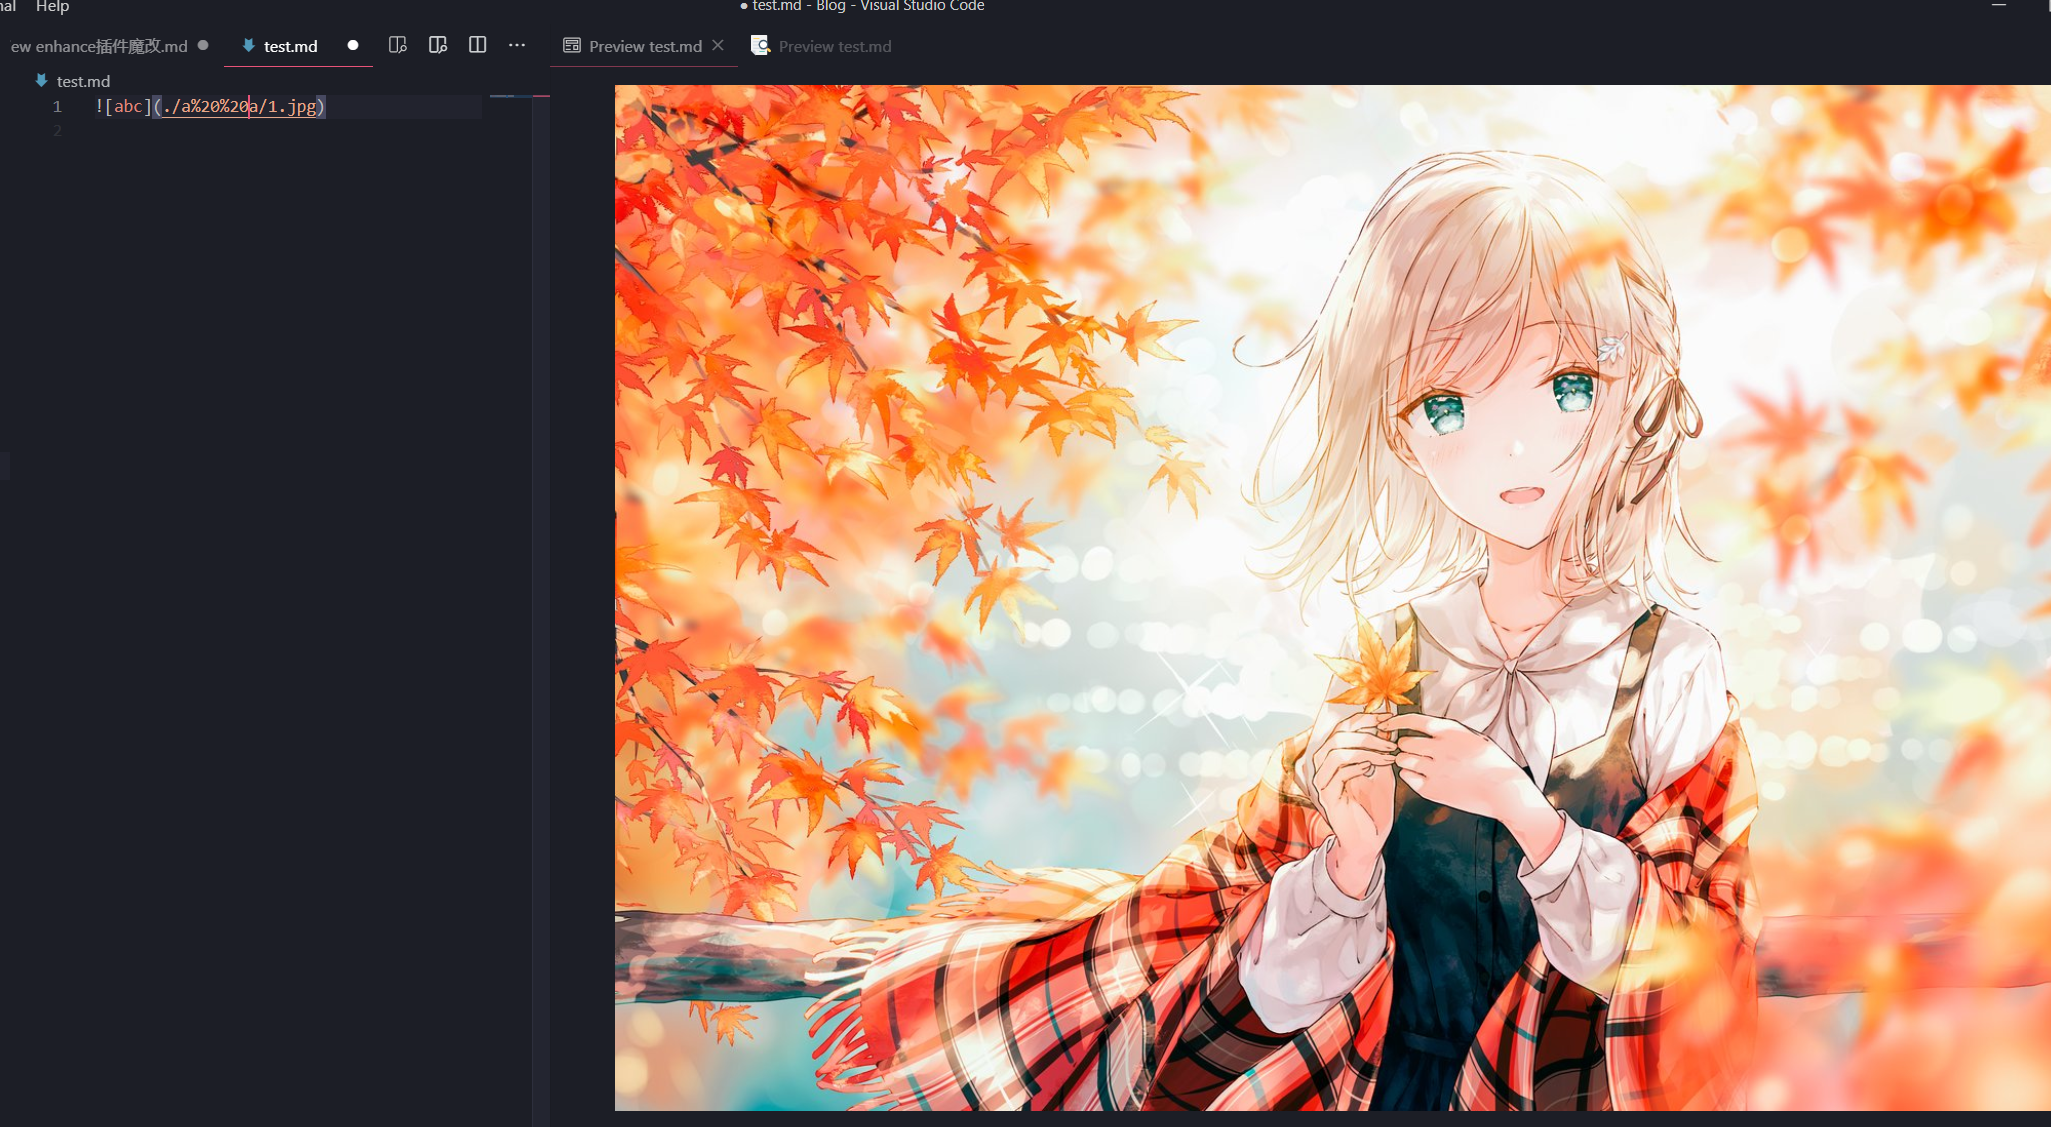 nal Help
● test.md - Blog - Visual Studio Code
ew enhance插件魔改.md
test.md
Preview test.md
Preview test.md
test.md
1 ![abc](./a%20%20a/1.jpg)
2